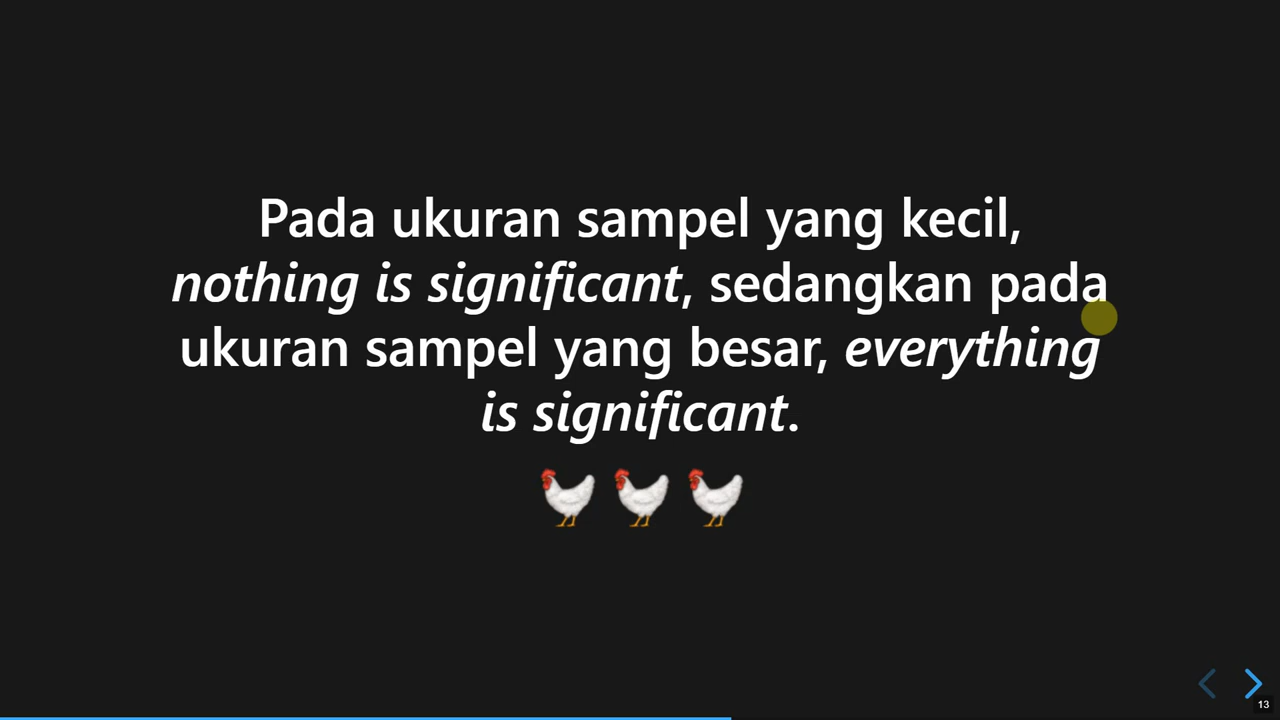 Pada ukuran sampel yang kecil,
nothing is significant, sedangkan pada
ukuran sampel yang besar, everything
is significant.
13